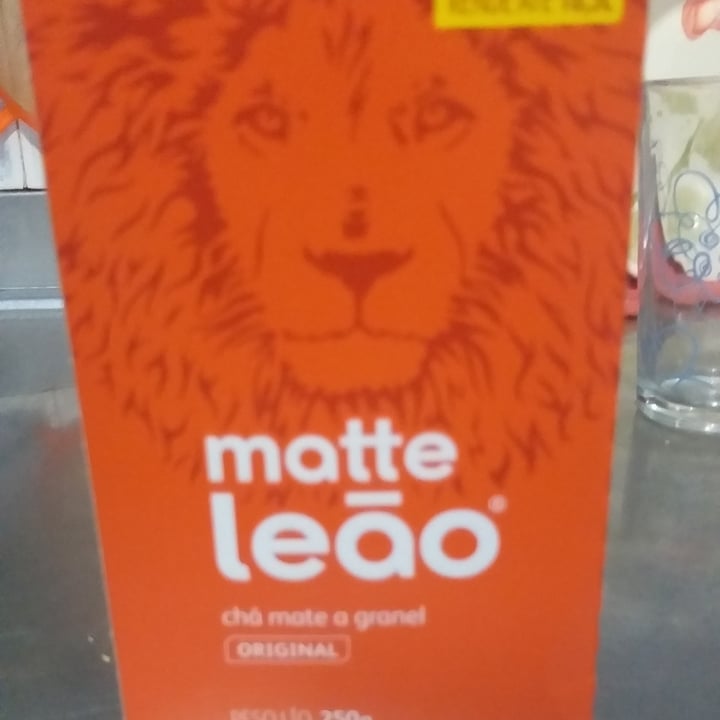 matte
leão®
chá mate a granel
ORIGINAL
250g